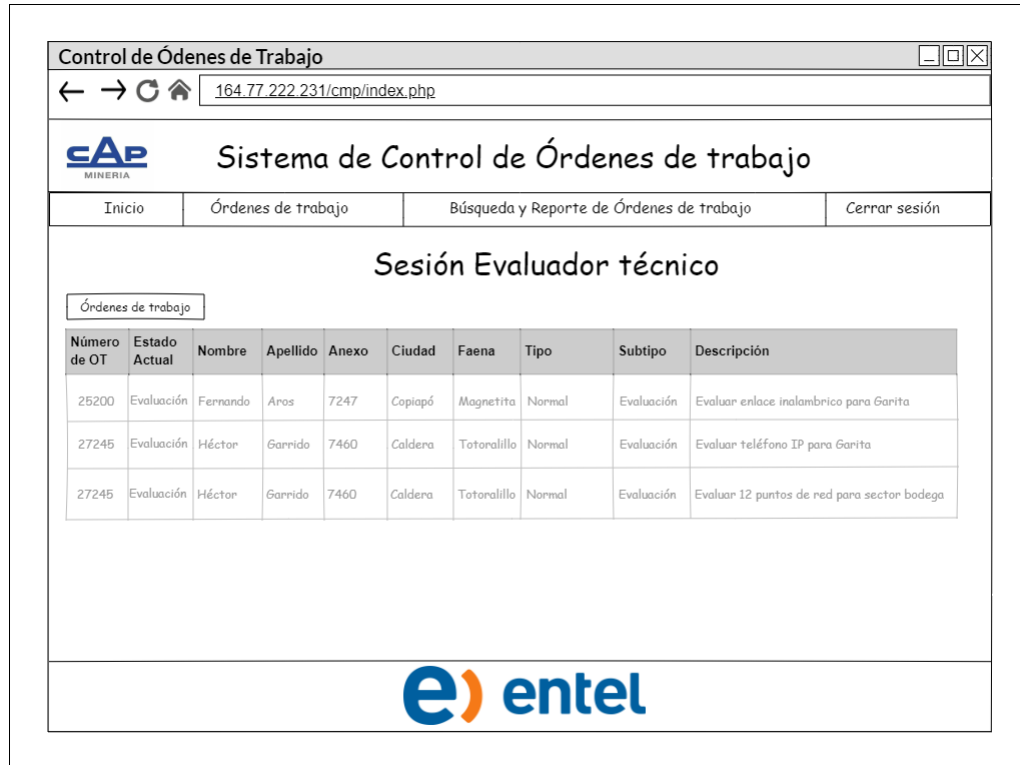 Control de Ódenes de Trabajo
164.77.222.231/cmp/index.php
CAP
MINERIA
Sistema de Control de Órdenes de trabajo
Inicio Órdenes de trabajo Búsqueda y Reporte de Órdenes de trabajo Cerrar sesión
Sesión Evaluador técnico
Órdenes de trabajo
Número de OT Estado Actual Nombre Apellido Anexo Ciudad Faena Tipo Subtipo Descripción
25200 Evaluación Fernando Aros 7247 Copiapó Magnetita Normal Evaluación Evaluar enlace inalambrico para Garita
27245 Evaluación Héctor Garrido 7460 Caldera Totoralillo Normal Evaluación Evaluar teléfono IP para Garita
27245 Evaluación Héctor Garrido 7460 Caldera Totoralillo Normal Evaluación Evaluar 12 puntos de red para sector bodega
e) entel